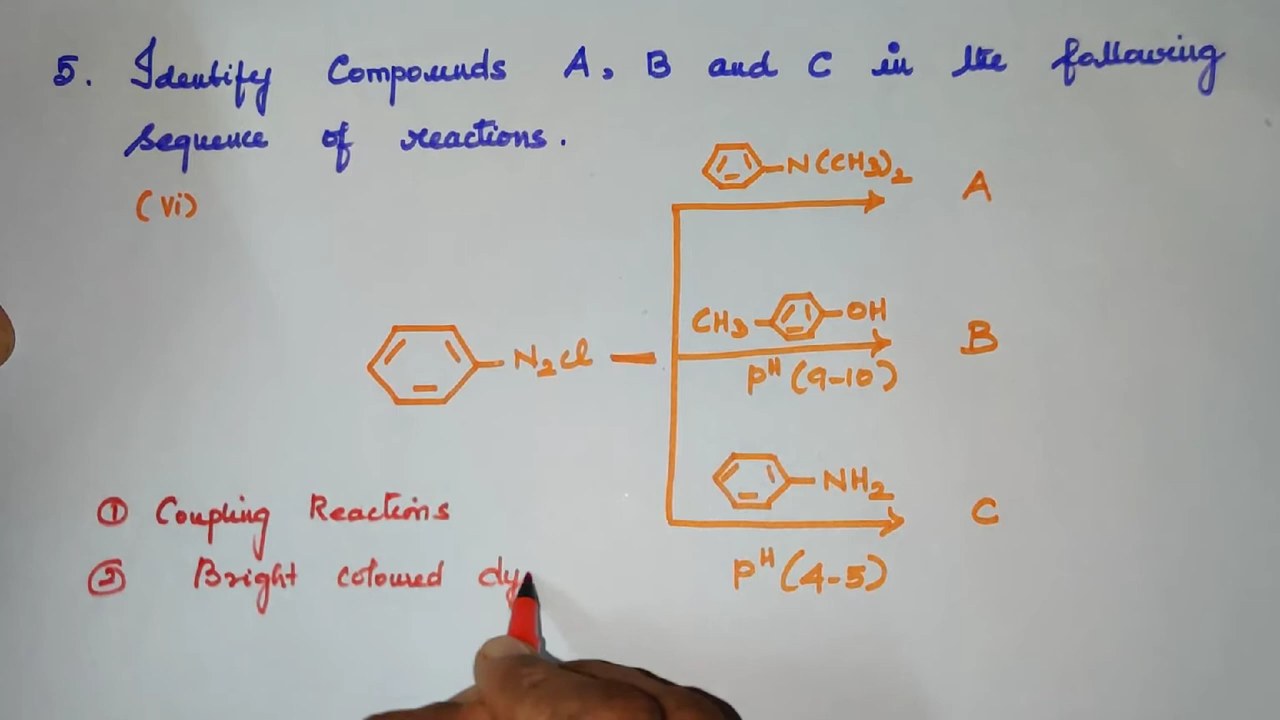 5. Identify Compounds A, B and C in the following
sequence of reactions.
(vi)
N(CH3)2
A
CH3 OH
B
pH (9-10)
N2Cl
NH2
C
pH (4-5)
① Coupling Reactions
② Bright coloured dy